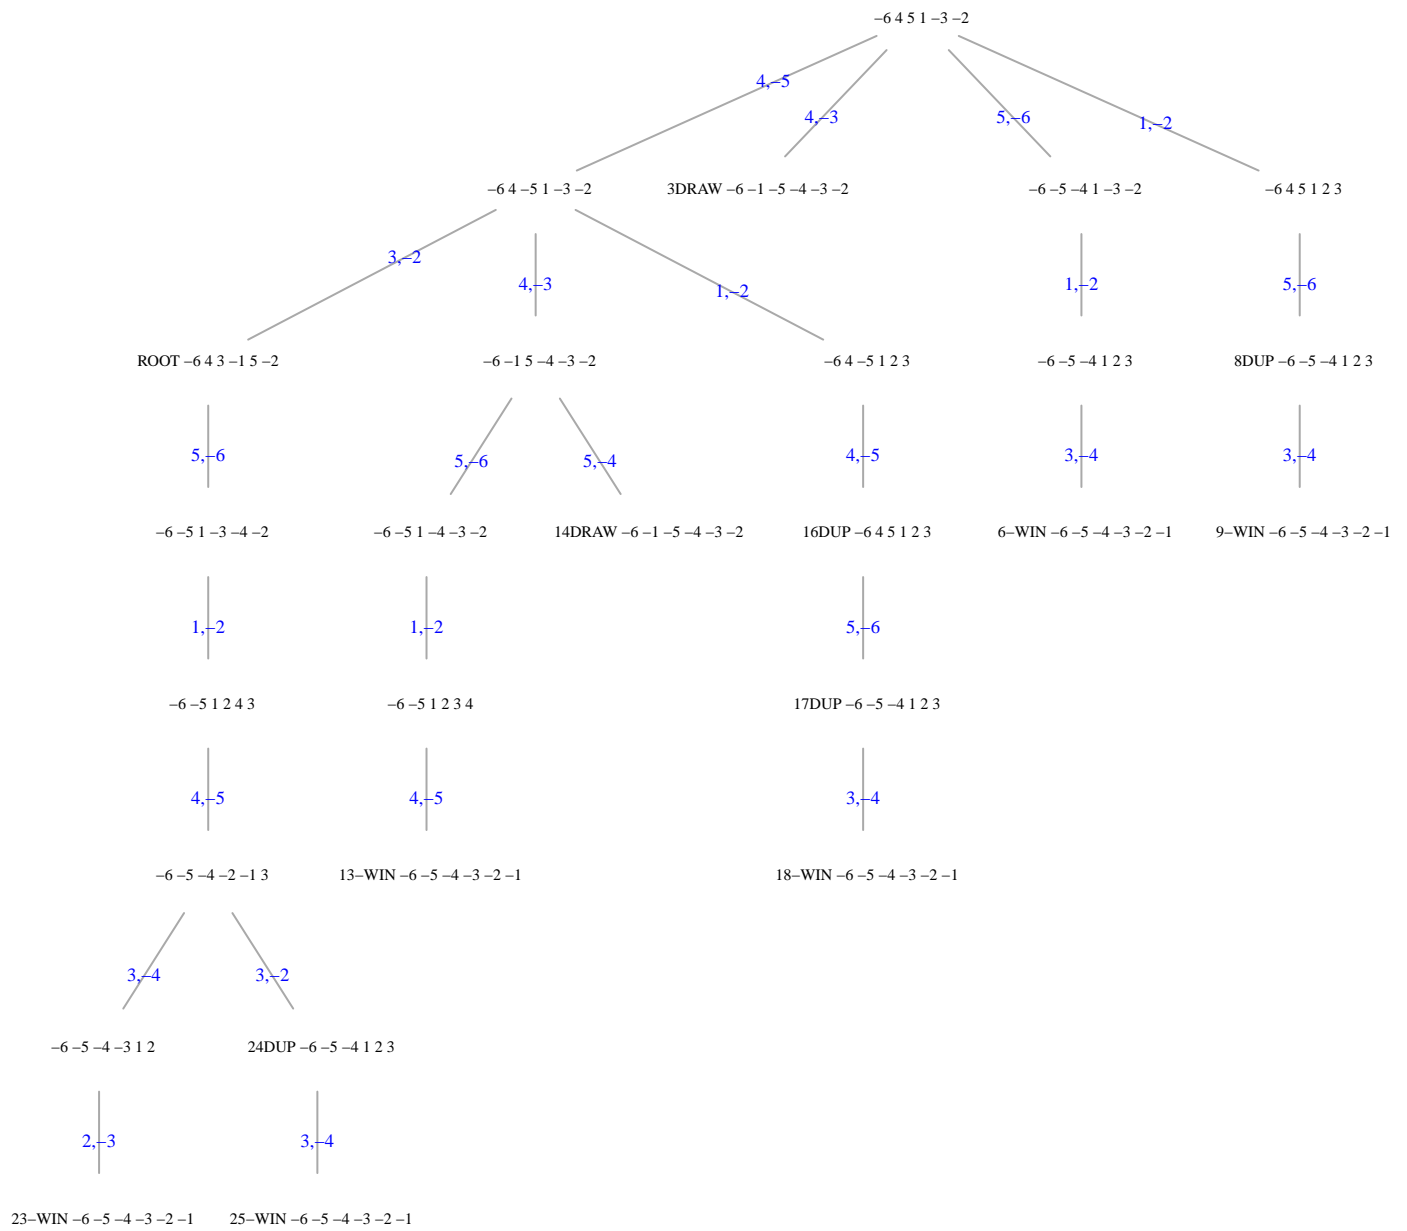 −6 4 5 1 −3 −2
4,−5
4,−3
5,−6
1,−2
−6 4 −5 1 −3 −2
3DRAW −6 −1 −5 −4 −3 −2
−6 −5 −4 1 −3 −2
−6 4 5 1 2 3
3,−2
4,−3
1,−2
1,−2
5,−6
ROOT −6 4 3 −1 5 −2
−6 −1 5 −4 −3 −2
−6 4 −5 1 2 3
−6 −5 −4 1 2 3
8DUP −6 −5 −4 1 2 3
5,−6
5,−6
5,−4
4,−5
3,−4
3,−4
−6 −5 1 −3 −4 −2
−6 −5 1 −4 −3 −2
14DRAW −6 −1 −5 −4 −3 −2
16DUP −6 4 5 1 2 3
6−WIN −6 −5 −4 −3 −2 −1
9−WIN −6 −5 −4 −3 −2 −1
1,−2
1,−2
5,−6
−6 −5 1 2 4 3
−6 −5 1 2 3 4
17DUP −6 −5 −4 1 2 3
4,−5
4,−5
3,−4
−6 −5 −4 −2 −1 3
13−WIN −6 −5 −4 −3 −2 −1
18−WIN −6 −5 −4 −3 −2 −1
3,−4
3,−2
−6 −5 −4 −3 1 2
24DUP −6 −5 −4 1 2 3
2,−3
3,−4
23−WIN −6 −5 −4 −3 −2 −1
25−WIN −6 −5 −4 −3 −2 −1